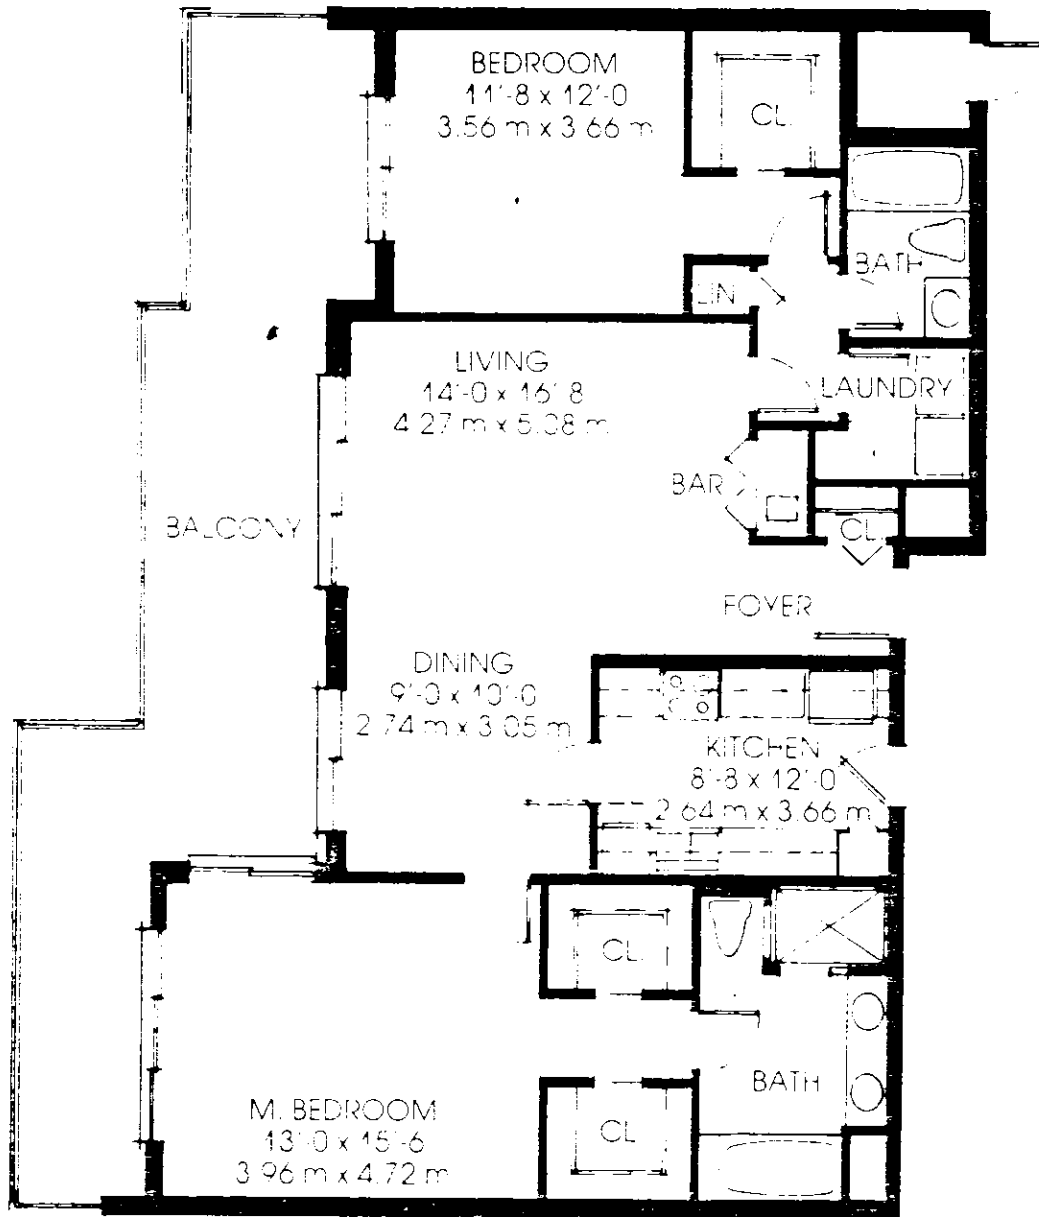 BEDROOM
11'-8 x 12'-0
3.56 m x 3.66 m
CL.
BATH
LIN
LIVING
14'-0 x 16'-8
4.27 m x 5.08 m
LAUNDRY
BAR
CL.
BALCONY
FOYER
DINING
9'-0 x 10'-0
2.74 m x 3.05 m
KITCHEN
8'-8 x 12'-0
2.64 m x 3.66 m
CL.
BATH
M. BEDROOM
13'-0 x 15'-6
3.96 m x 4.72 m
CL.